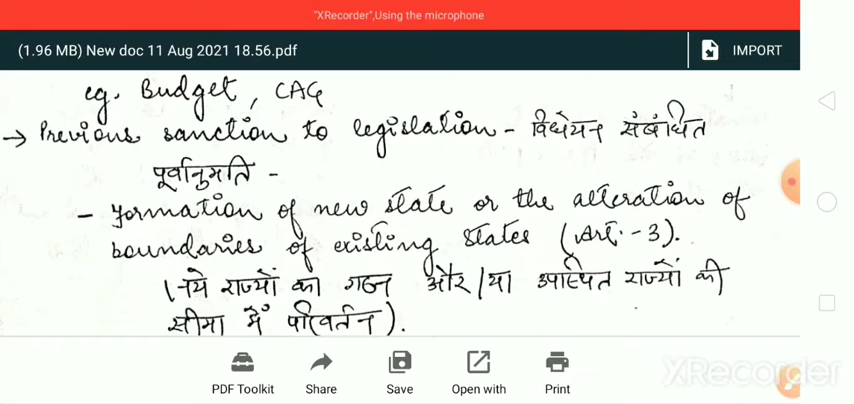 "XRecorder",Using the microphone
(1.96 MB) New doc 11 Aug 2021 18.56.pdf IMPORT
eg. Budget, CAG
→ Previous sanction to legislation - विधेयन संबंधित
पूर्वानुमति -
- Formation of new state or the alteration of
boundaries of existing states (Art.-3).
(नये राज्यों का गठन और/या उपस्थित राज्यों की
सीमा में परिवर्तन).
PDF Toolkit Share Save Open with Print
XRecorder